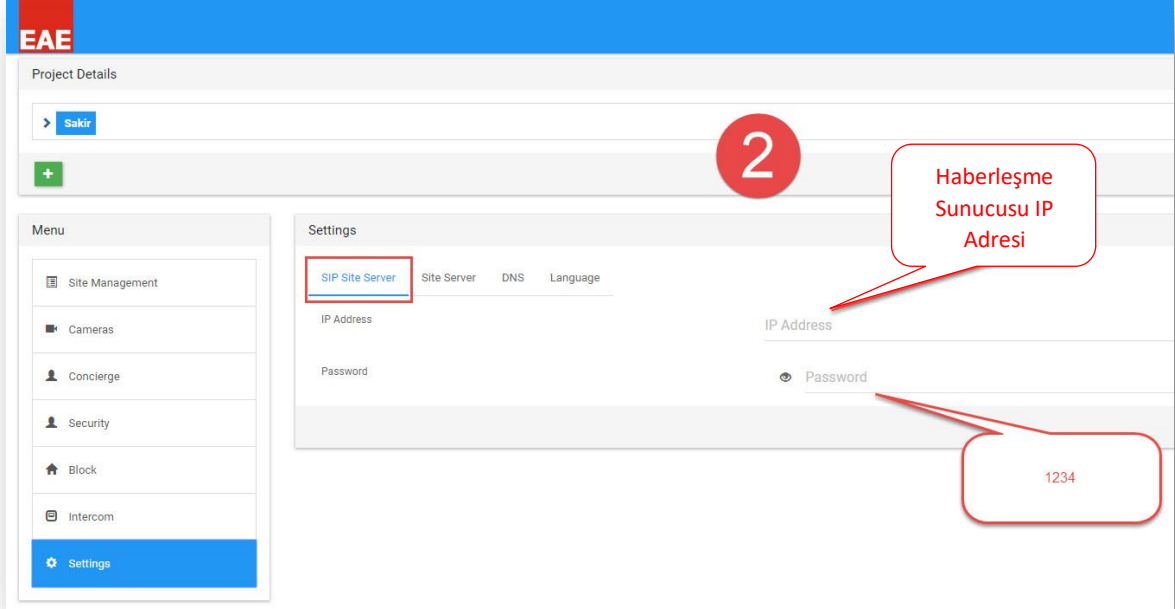 EAE
Project Details
Sakir
+
2
Haberleşme
Sunucusu IP
Adresi
Menu
Site Management
Cameras
Concierge
Security
Block
Intercom
Settings
Settings
SIP Site Server Site Server DNS Language
IP Address
IP Address
Password
Password
1234